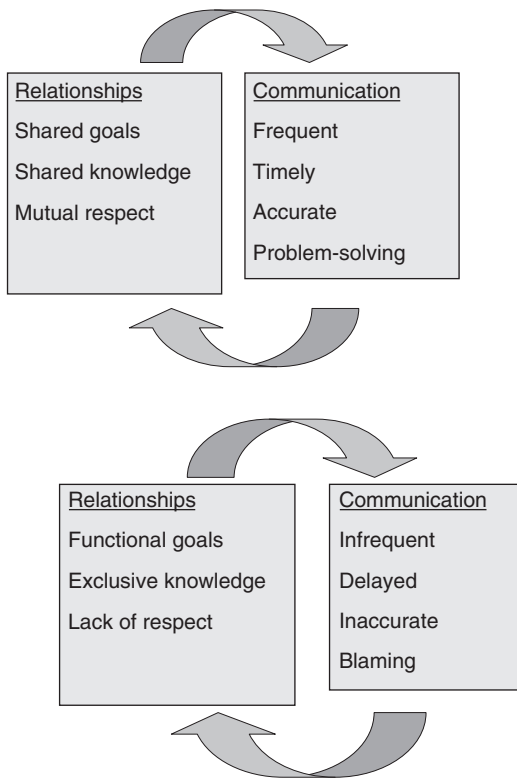 Relationships
Shared goals
Shared knowledge
Mutual respect
Communication
Frequent
Timely
Accurate
Problem-solving
Relationships
Functional goals
Exclusive knowledge
Lack of respect
Communication
Infrequent
Delayed
Inaccurate
Blaming